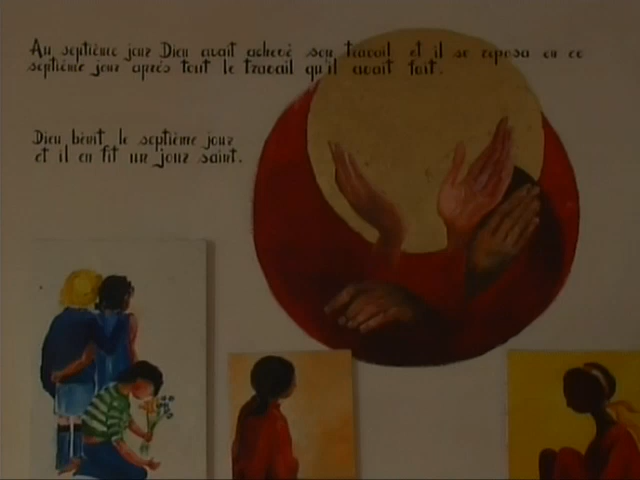 Au septième jour Dieu avait achevé son travail et il se reposa en ce
septième jour après tout le travail qu'il avait fait.
Dieu bénit le septième jour
et il en fit un jour saint.